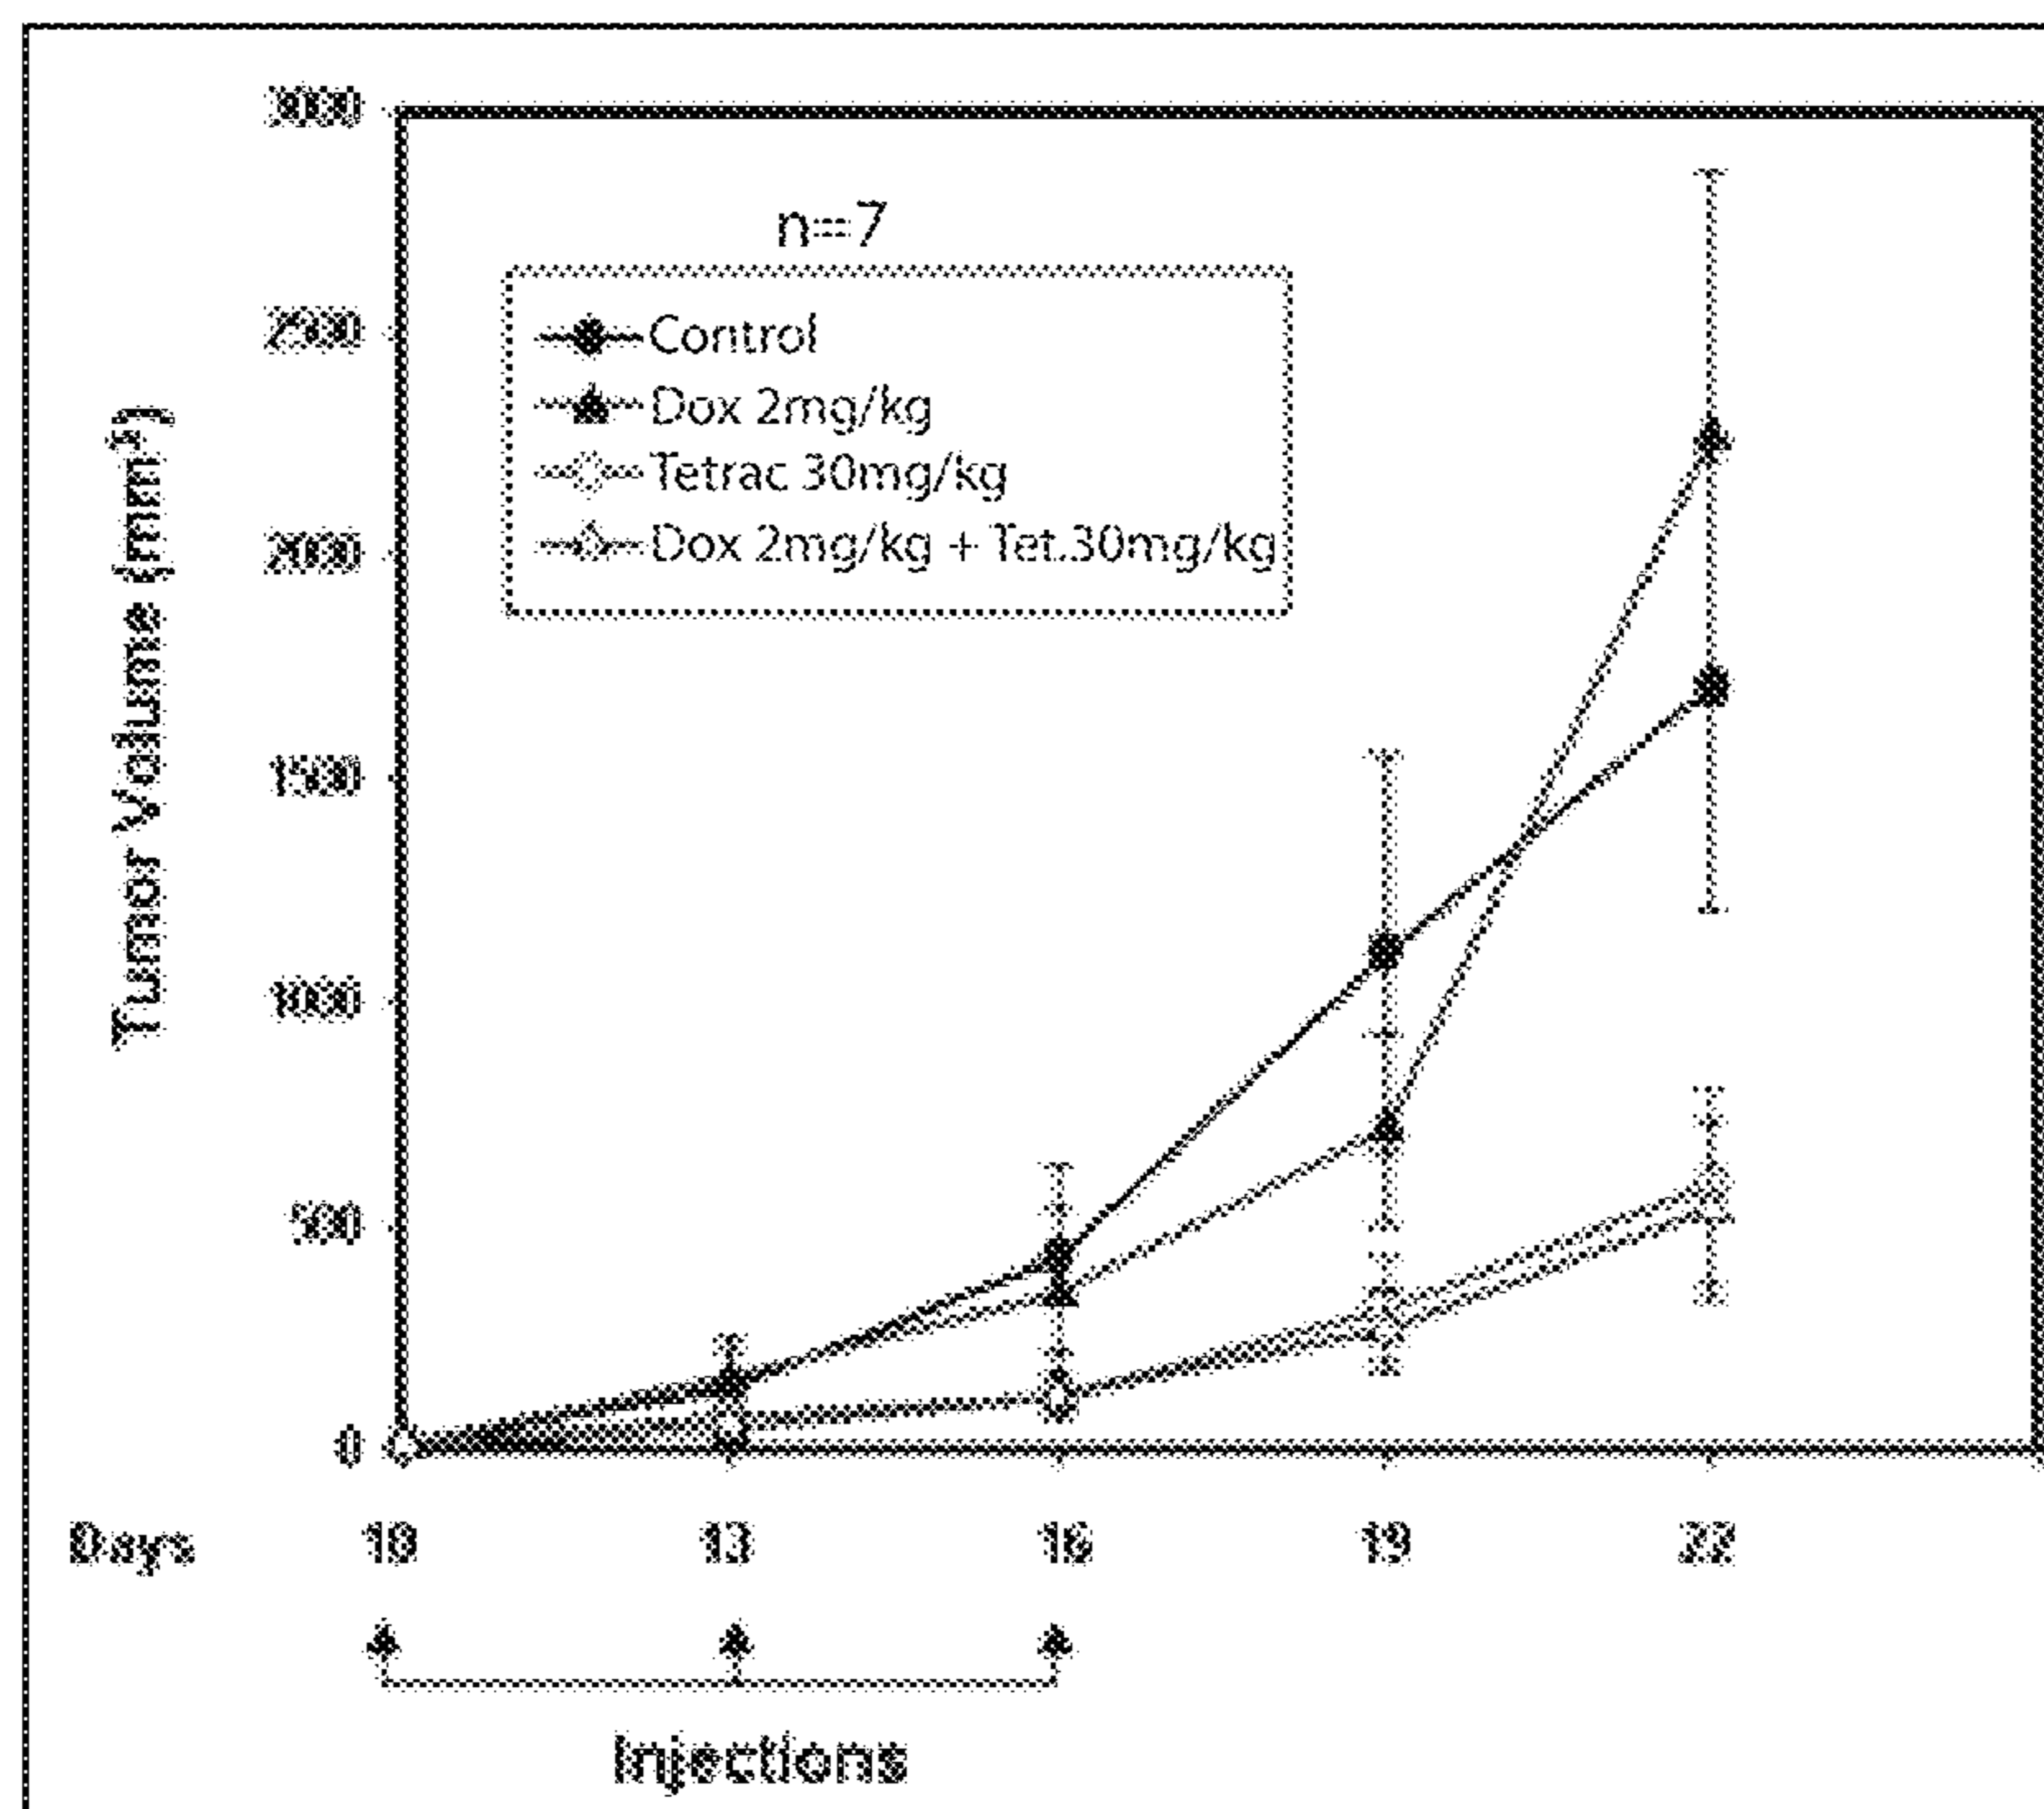 3000
n=7
2500
Control
Dox 2mg/kg
Tetrac 30mg/kg
2000
Dox 2mg/kg + Tet.30mg/kg
Tumor Volume (mm³)
1500
1000
500
0
Days 10 13 16 19 22
Injections